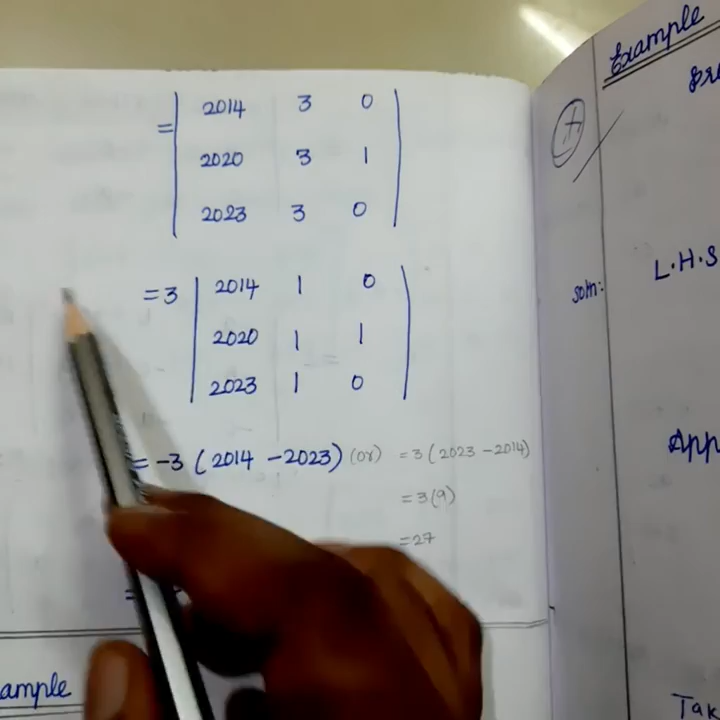 = | 2014 3 0 |
| 2020 3 1 |
| 2023 3 0 |
= 3 | 2014 1 0 |
| 2020 1 1 |
| 2023 1 0 |
= -3 (2014 - 2023) (or) = 3 (2023 - 2014)
= 3(9)
= 27
=
ample
Example
Soln:
L.H.S
App
Tak